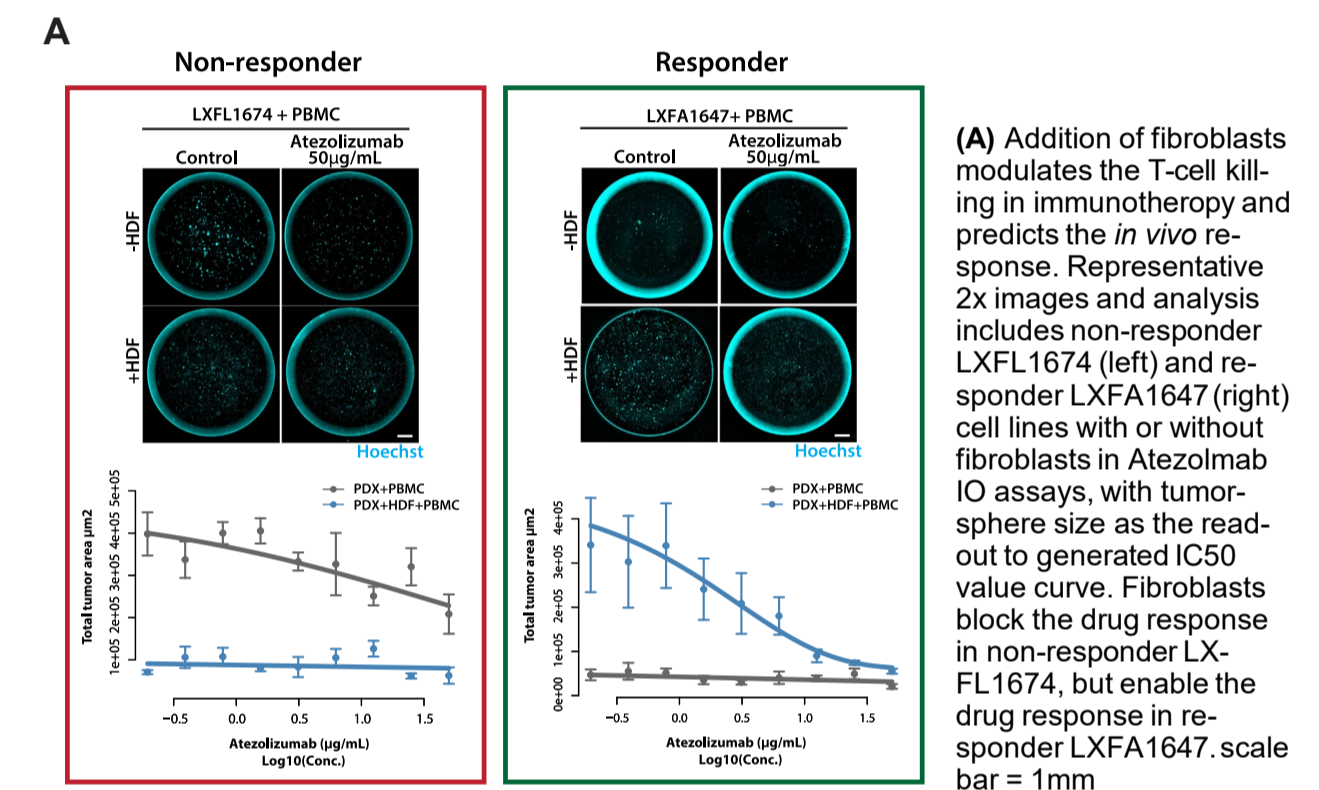 A
Non-responder
LXFL1674 + PBMC
Control
Atezolizumab
50µg/mL
-HDF
+HDF
Hoechst
PDX+PBMC
PDX+HDF+PBMC
Total tumor area µm2
1e+05 2e+05 3e+05 4e+05 5e+05
−0.5 0.0 0.5 1.0 1.5
Atezolizumab (µg/mL)
Log10(Conc.)
Responder
LXFA1647+ PBMC
Control
Atezolizumab
50µg/mL
-HDF
+HDF
Hoechst
PDX+PBMC
PDX+HDF+PBMC
Total tumor area µm2
0e+00 1e+05 2e+05 3e+05 4e+05
−0.5 0.0 0.5 1.0 1.5
Atezolizumab (µg/mL)
Log10(Conc.)
(A) Addition of fibroblasts
modulates the T-cell kill-
ing in immunotheropy and
predicts the in vivo re-
sponse. Representative
2x images and analysis
includes non-responder
LXFL1674 (left) and re-
sponder LXFA1647 (right)
cell lines with or without
fibroblasts in Atezolmab
IO assays, with tumor-
sphere size as the read-
out to generated IC50
value curve. Fibroblasts
block the drug response
in non-responder LX-
FL1674, but enable the
drug response in re-
sponder LXFA1647. scale
bar = 1mm